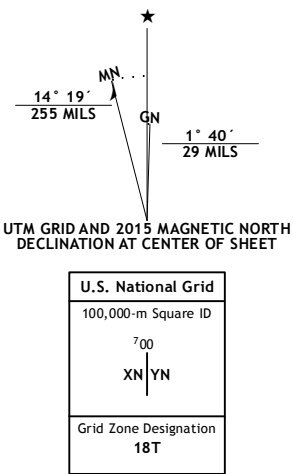 ★
MN
GN
14° 19´
255 MILS
1° 40´
29 MILS
UTM GRID AND 2015 MAGNETIC NORTH
DECLINATION AT CENTER OF SHEET
U.S. National Grid
100,000-m Square ID
⁷00
XN YN
Grid Zone Designation
18T